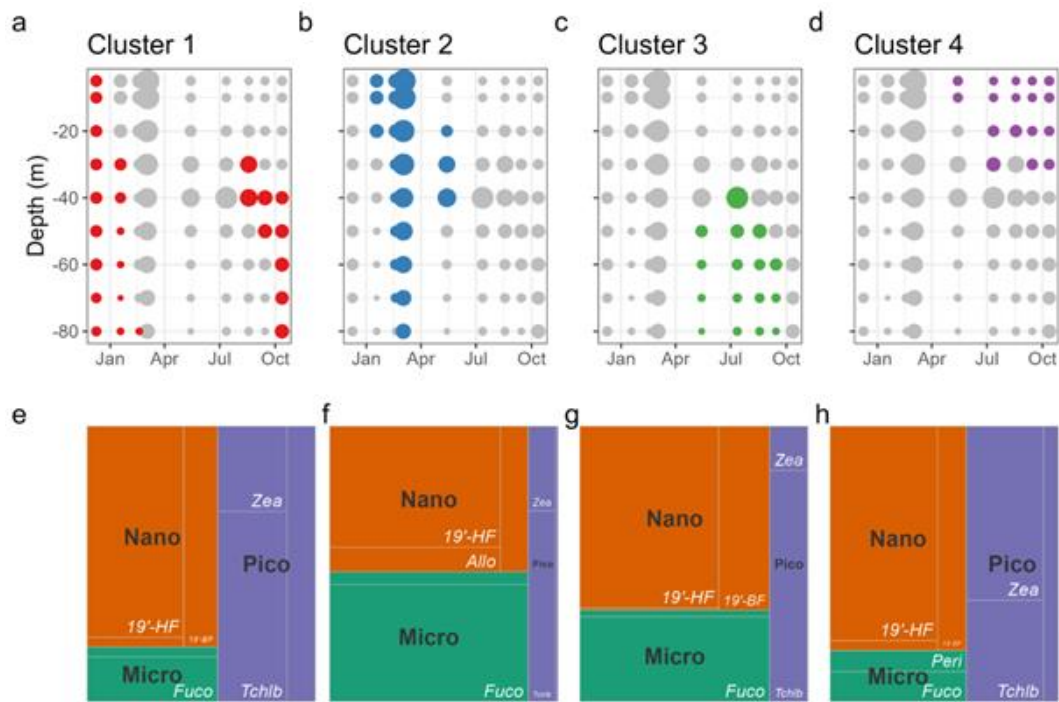 a b c d
Cluster 1 Cluster 2 Cluster 3 Cluster 4
-20
-40
-60
-80
Depth (m)
Jan Apr Jul Oct Jan Apr Jul Oct Jan Apr Jul Oct Jan Apr Jul Oct
e f g h
Nano
19'-HF
19'-BF
Micro
Fuco
Zea
Pico
Tchlb
Nano
19'-HF
Allo
Micro
Fuco
Zea
Pico
Nano
19'-HF
19'-BF
Micro
Fuco
Zea
Pico
Tchlb
Nano
19'-HF
Peri
Micro
Fuco
Pico
Zea
Tchlb